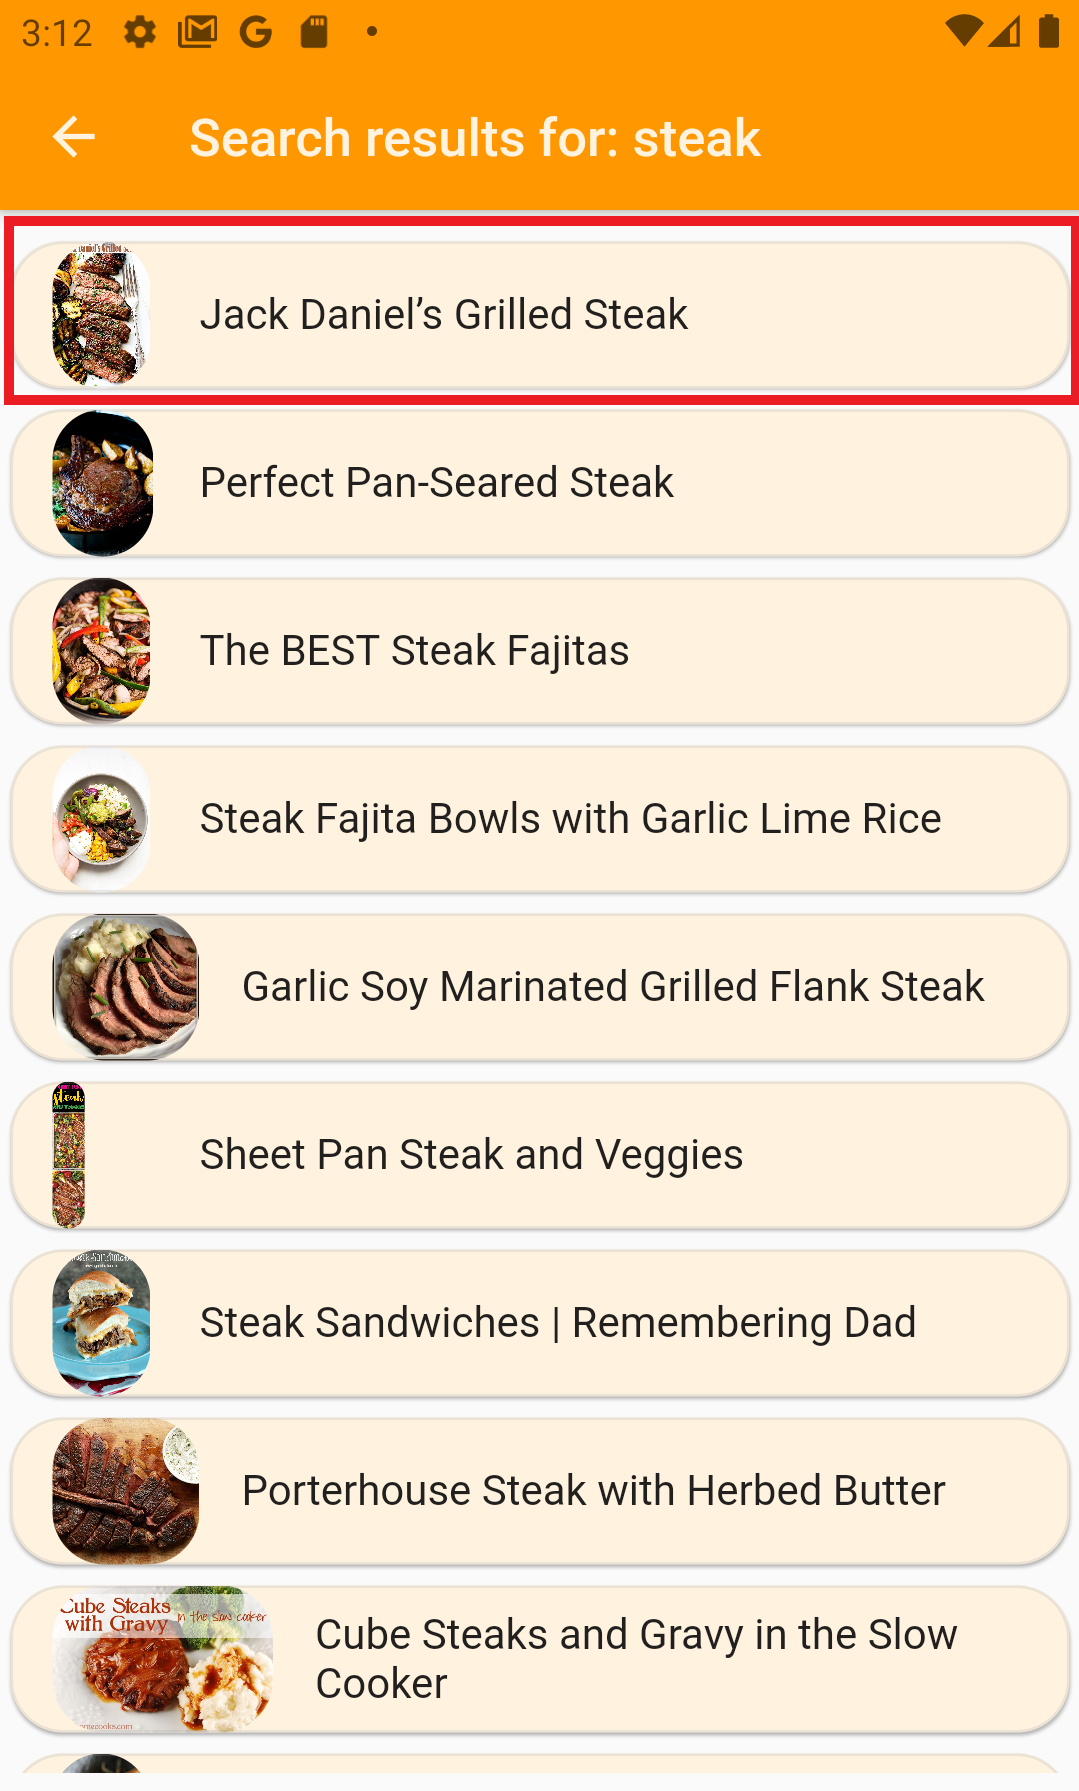 3:12
Search results for: steak
Jack Daniel’s Grilled Steak
Perfect Pan-Seared Steak
The BEST Steak Fajitas
Steak Fajita Bowls with Garlic Lime Rice
Garlic Soy Marinated Grilled Flank Steak
Steak
Sheet Pan Steak and Veggies
Steak Sandwiches | Remembering Dad
Porterhouse Steak with Herbed Butter
Cube Steaks
with Gravy in the slow cooker
Cube Steaks and Gravy in the Slow
Cooker